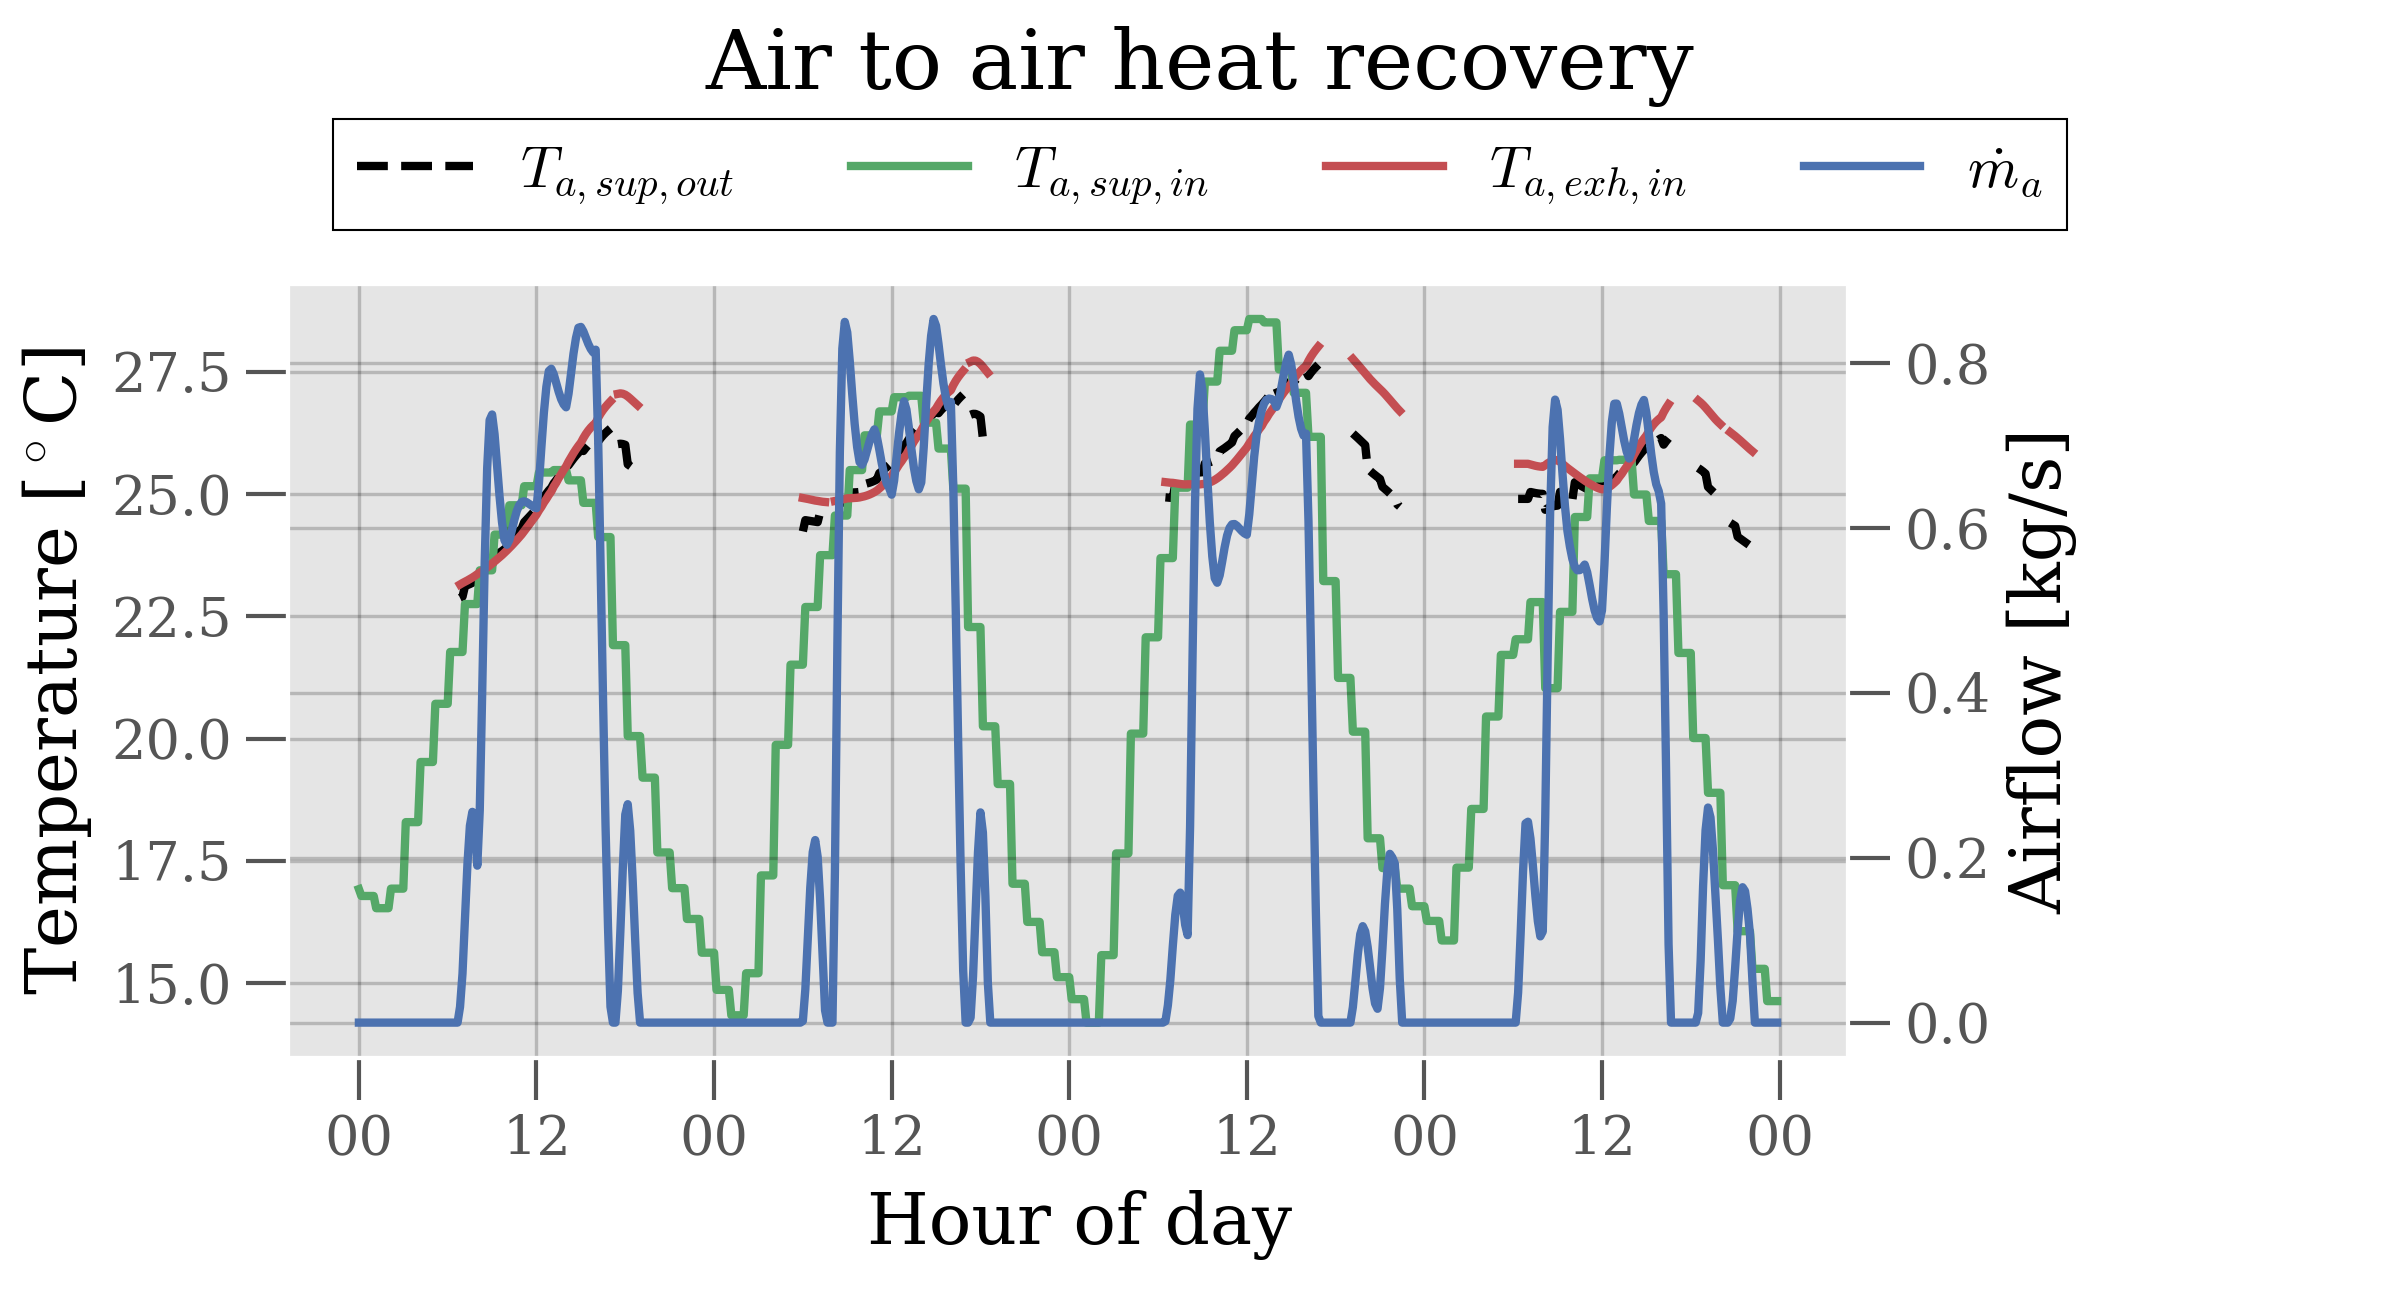 Air to air heat recovery
T_{a, sup, out} T_{a, sup, in} T_{a, exh, in} ṁ_a
Temperature [°C]
27.5
25.0
22.5
20.0
17.5
15.0
0.8
0.6
0.4
0.2
0.0
Airflow [kg/s]
00 12 00 12 00 12 00 12 00
Hour of day